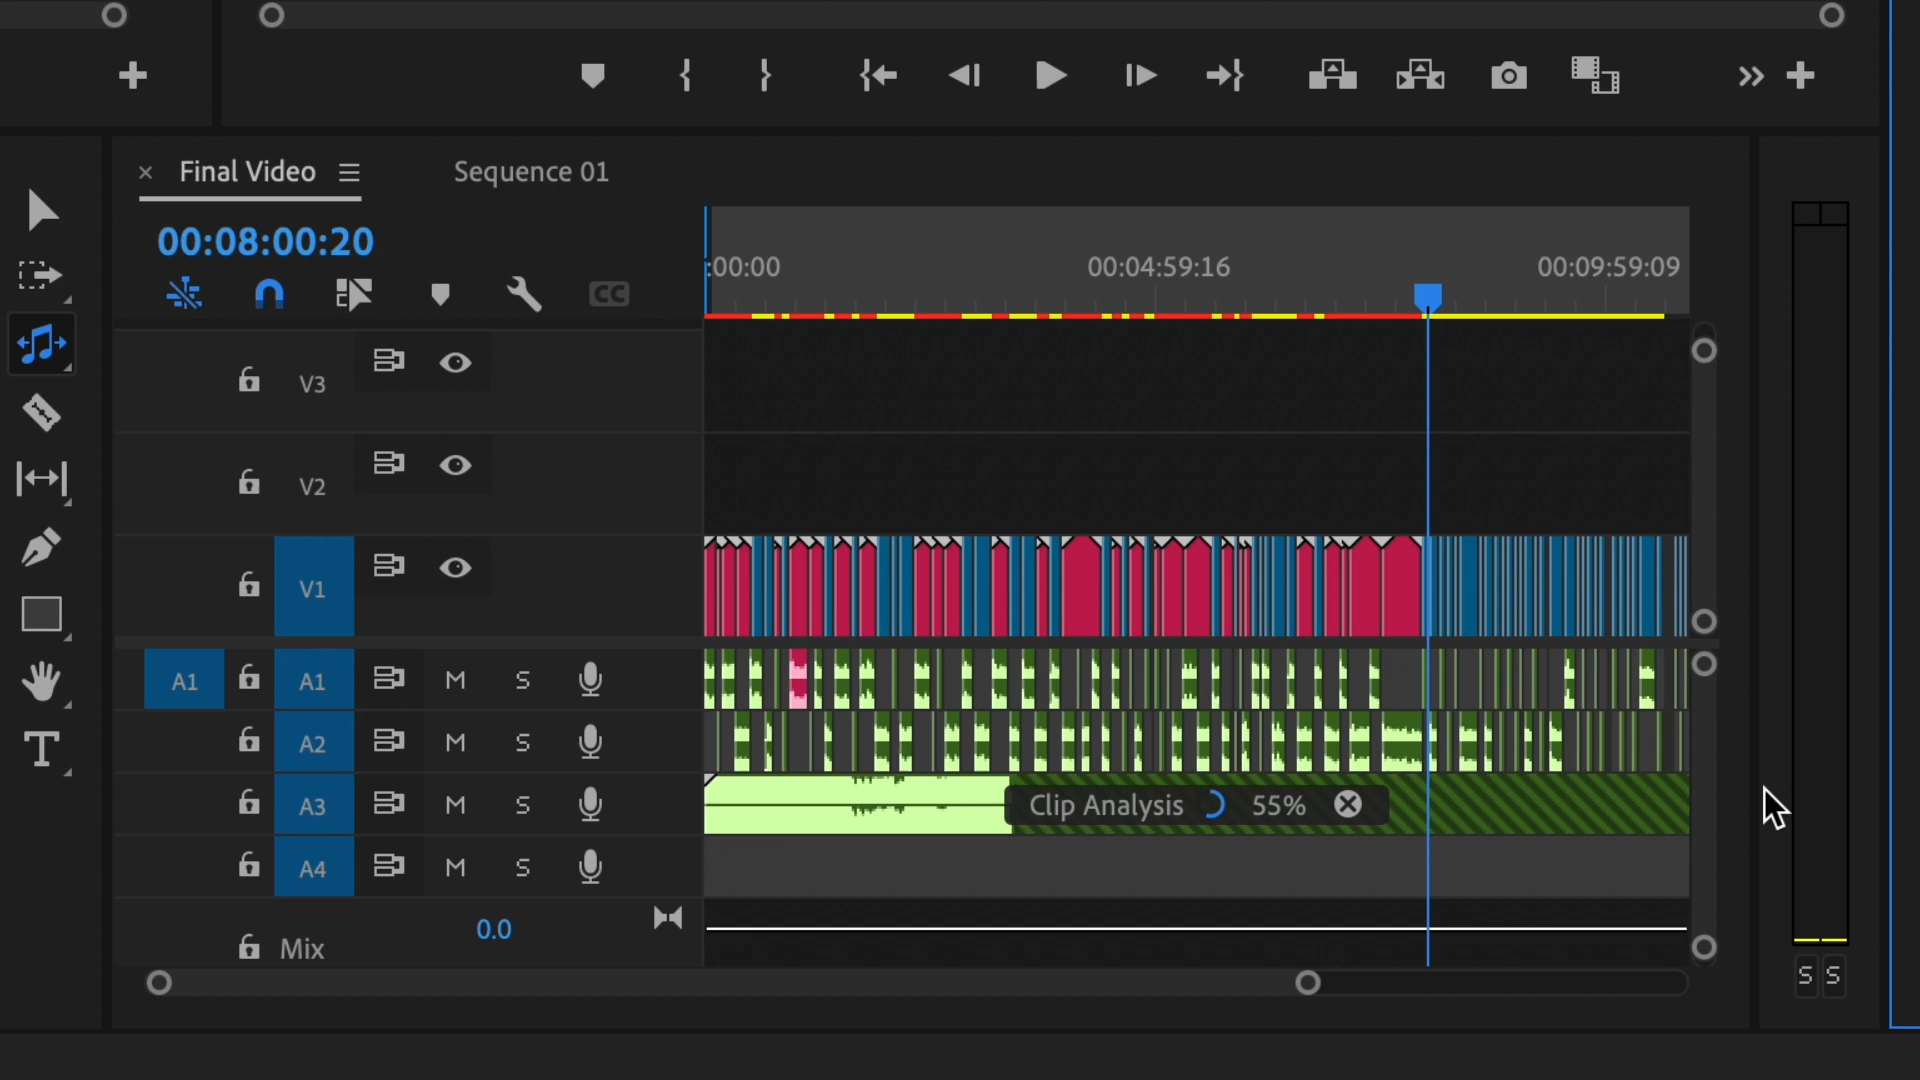 Final Video
Sequence 01
00:08:00:20
:00:00
00:04:59:16
00:09:59:09
CC
V3
V2
V1
A1
A1
M
S
A2
M
S
A3
M
S
Clip Analysis
55%
A4
M
S
0.0
Mix
S
S
T